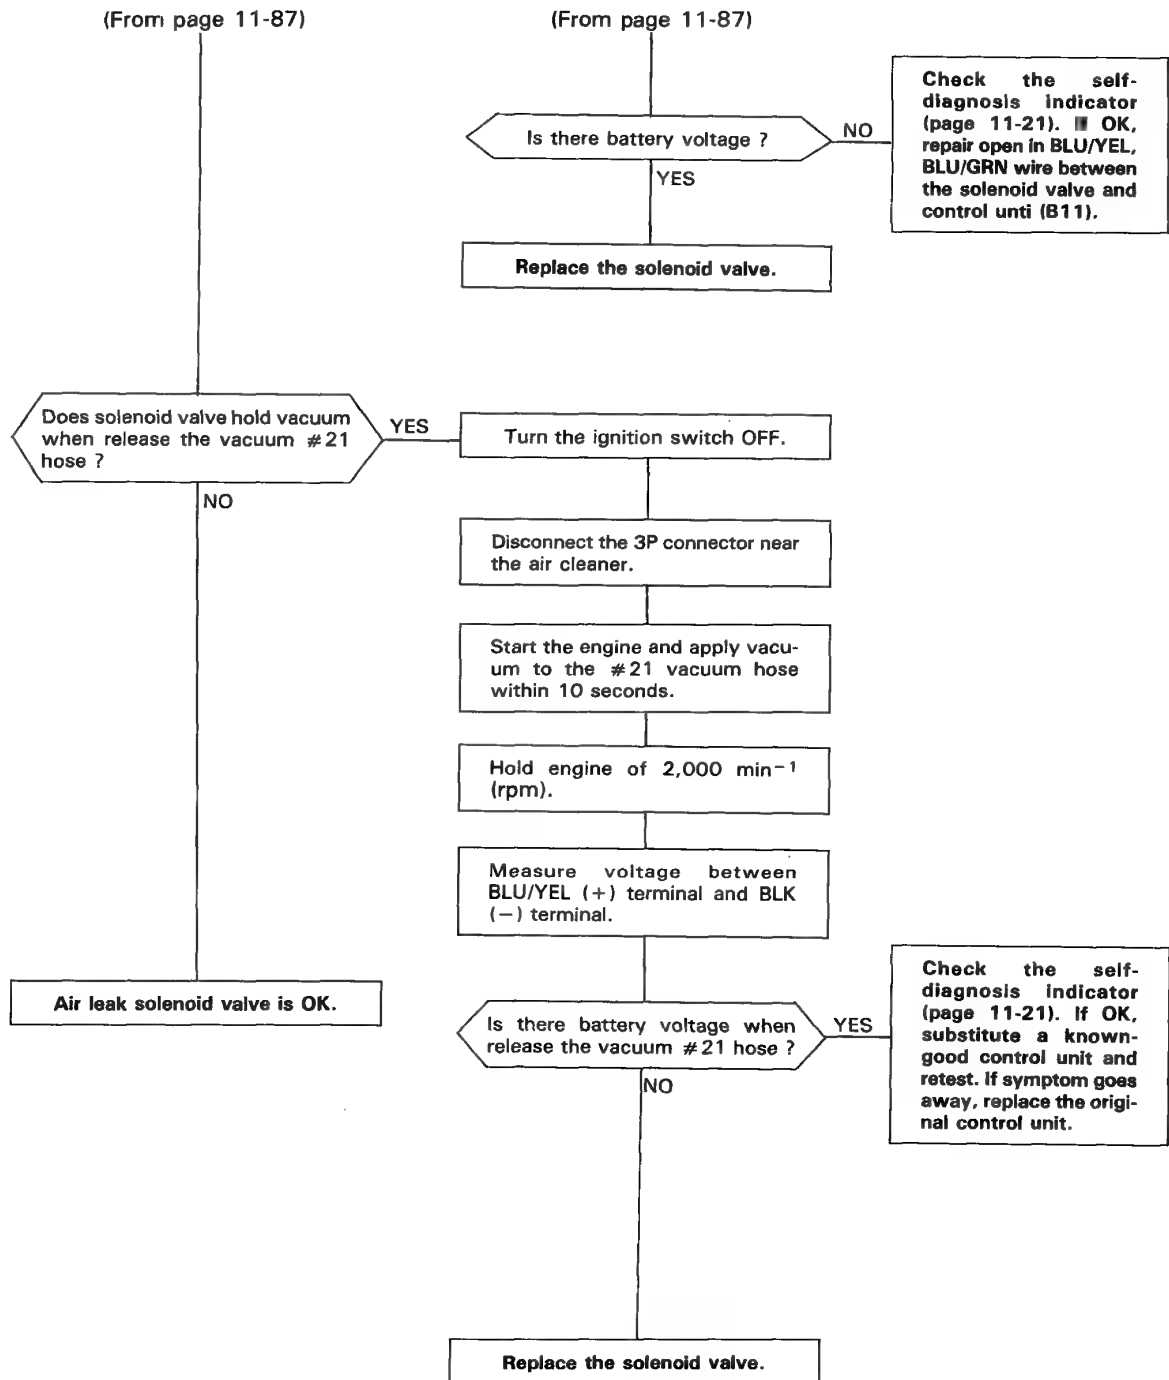 (From page 11-87)
(From page 11-87)
Is there battery voltage ?
NO
Check the self-
diagnosis indicator
(page 11-21). If OK,
repair open in BLU/YEL,
BLU/GRN wire between
the solenoid valve and
control unti (B11).
YES
Replace the solenoid valve.
Does solenoid valve hold vacuum
when release the vacuum #21
hose ?
YES
Turn the ignition switch OFF.
NO
Disconnect the 3P connector near
the air cleaner.
Start the engine and apply vacu-
um to the #21 vacuum hose
within 10 seconds.
Hold engine of 2,000 min⁻¹
(rpm).
Measure voltage between
BLU/YEL (+) terminal and BLK
(−) terminal.
Air leak solenoid valve is OK.
Is there battery voltage when
release the vacuum #21 hose ?
YES
Check the self-
diagnosis indicator
(page 11-21). If OK,
substitute a known-
good control unit and
retest. If symptom goes
away, replace the origi-
nal control unit.
NO
Replace the solenoid valve.